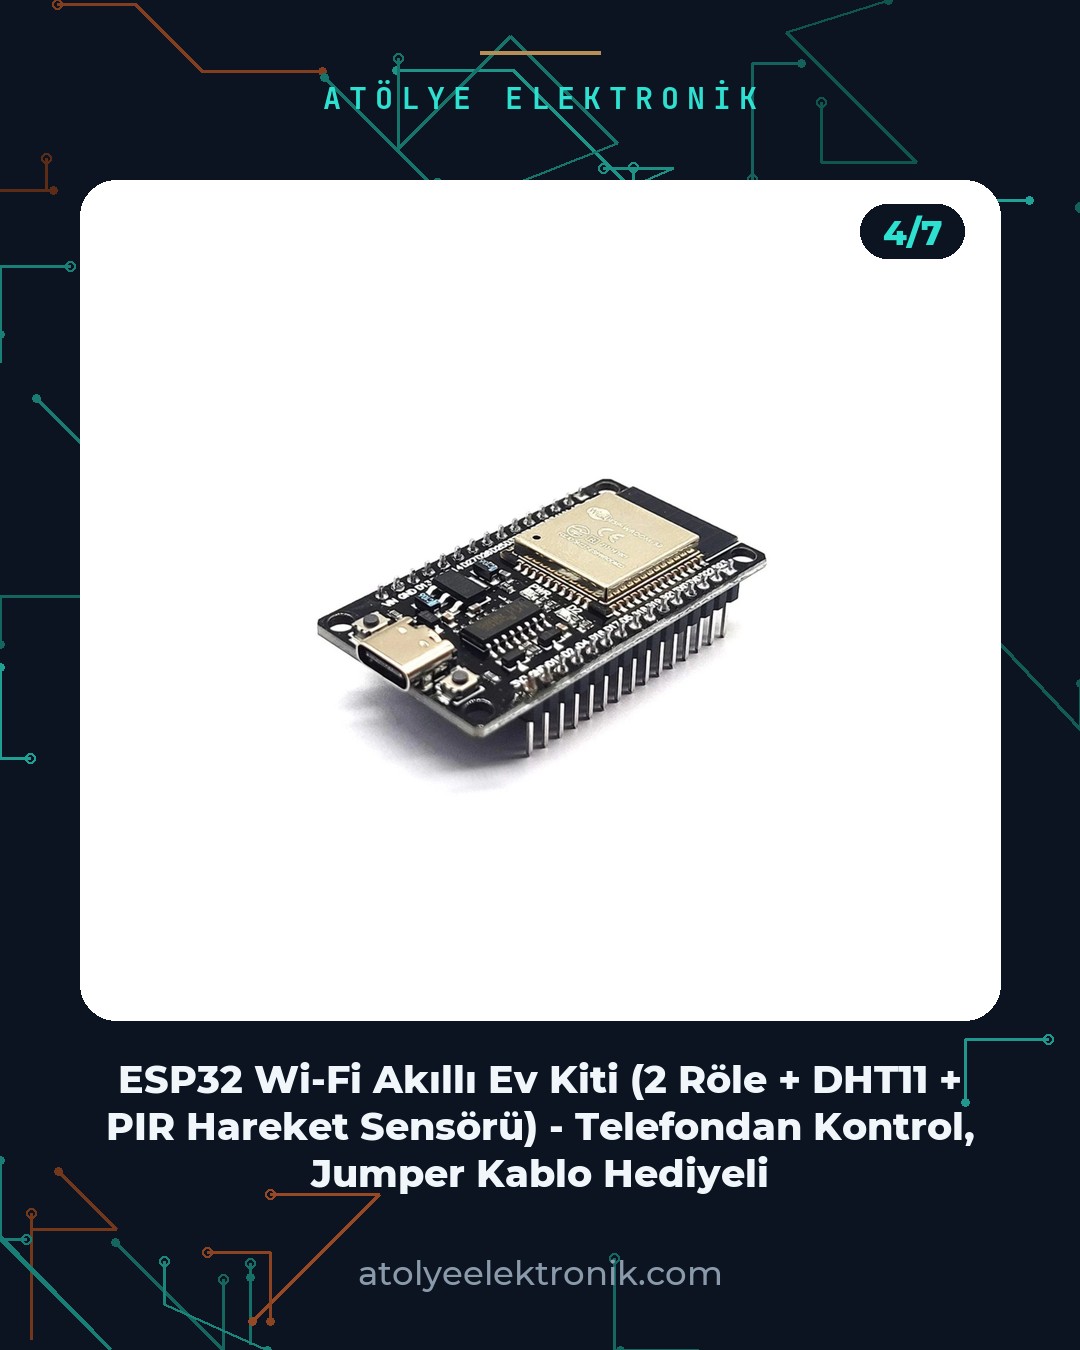 ATÖLYE ELEKTRONİK
4/7
ESP32 Wi-Fi Akıllı Ev Kiti (2 Röle + DHT11 +
PIR Hareket Sensörü) - Telefondan Kontrol,
Jumper Kablo Hediyeli
atolyeelektronik.com